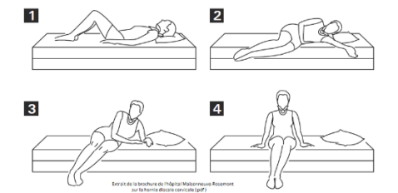 1
2
3
4
Extrait de la brochure de l'hôpital Maisonneuve-Rosemont
sur la hernie discale cervicale (pdf)